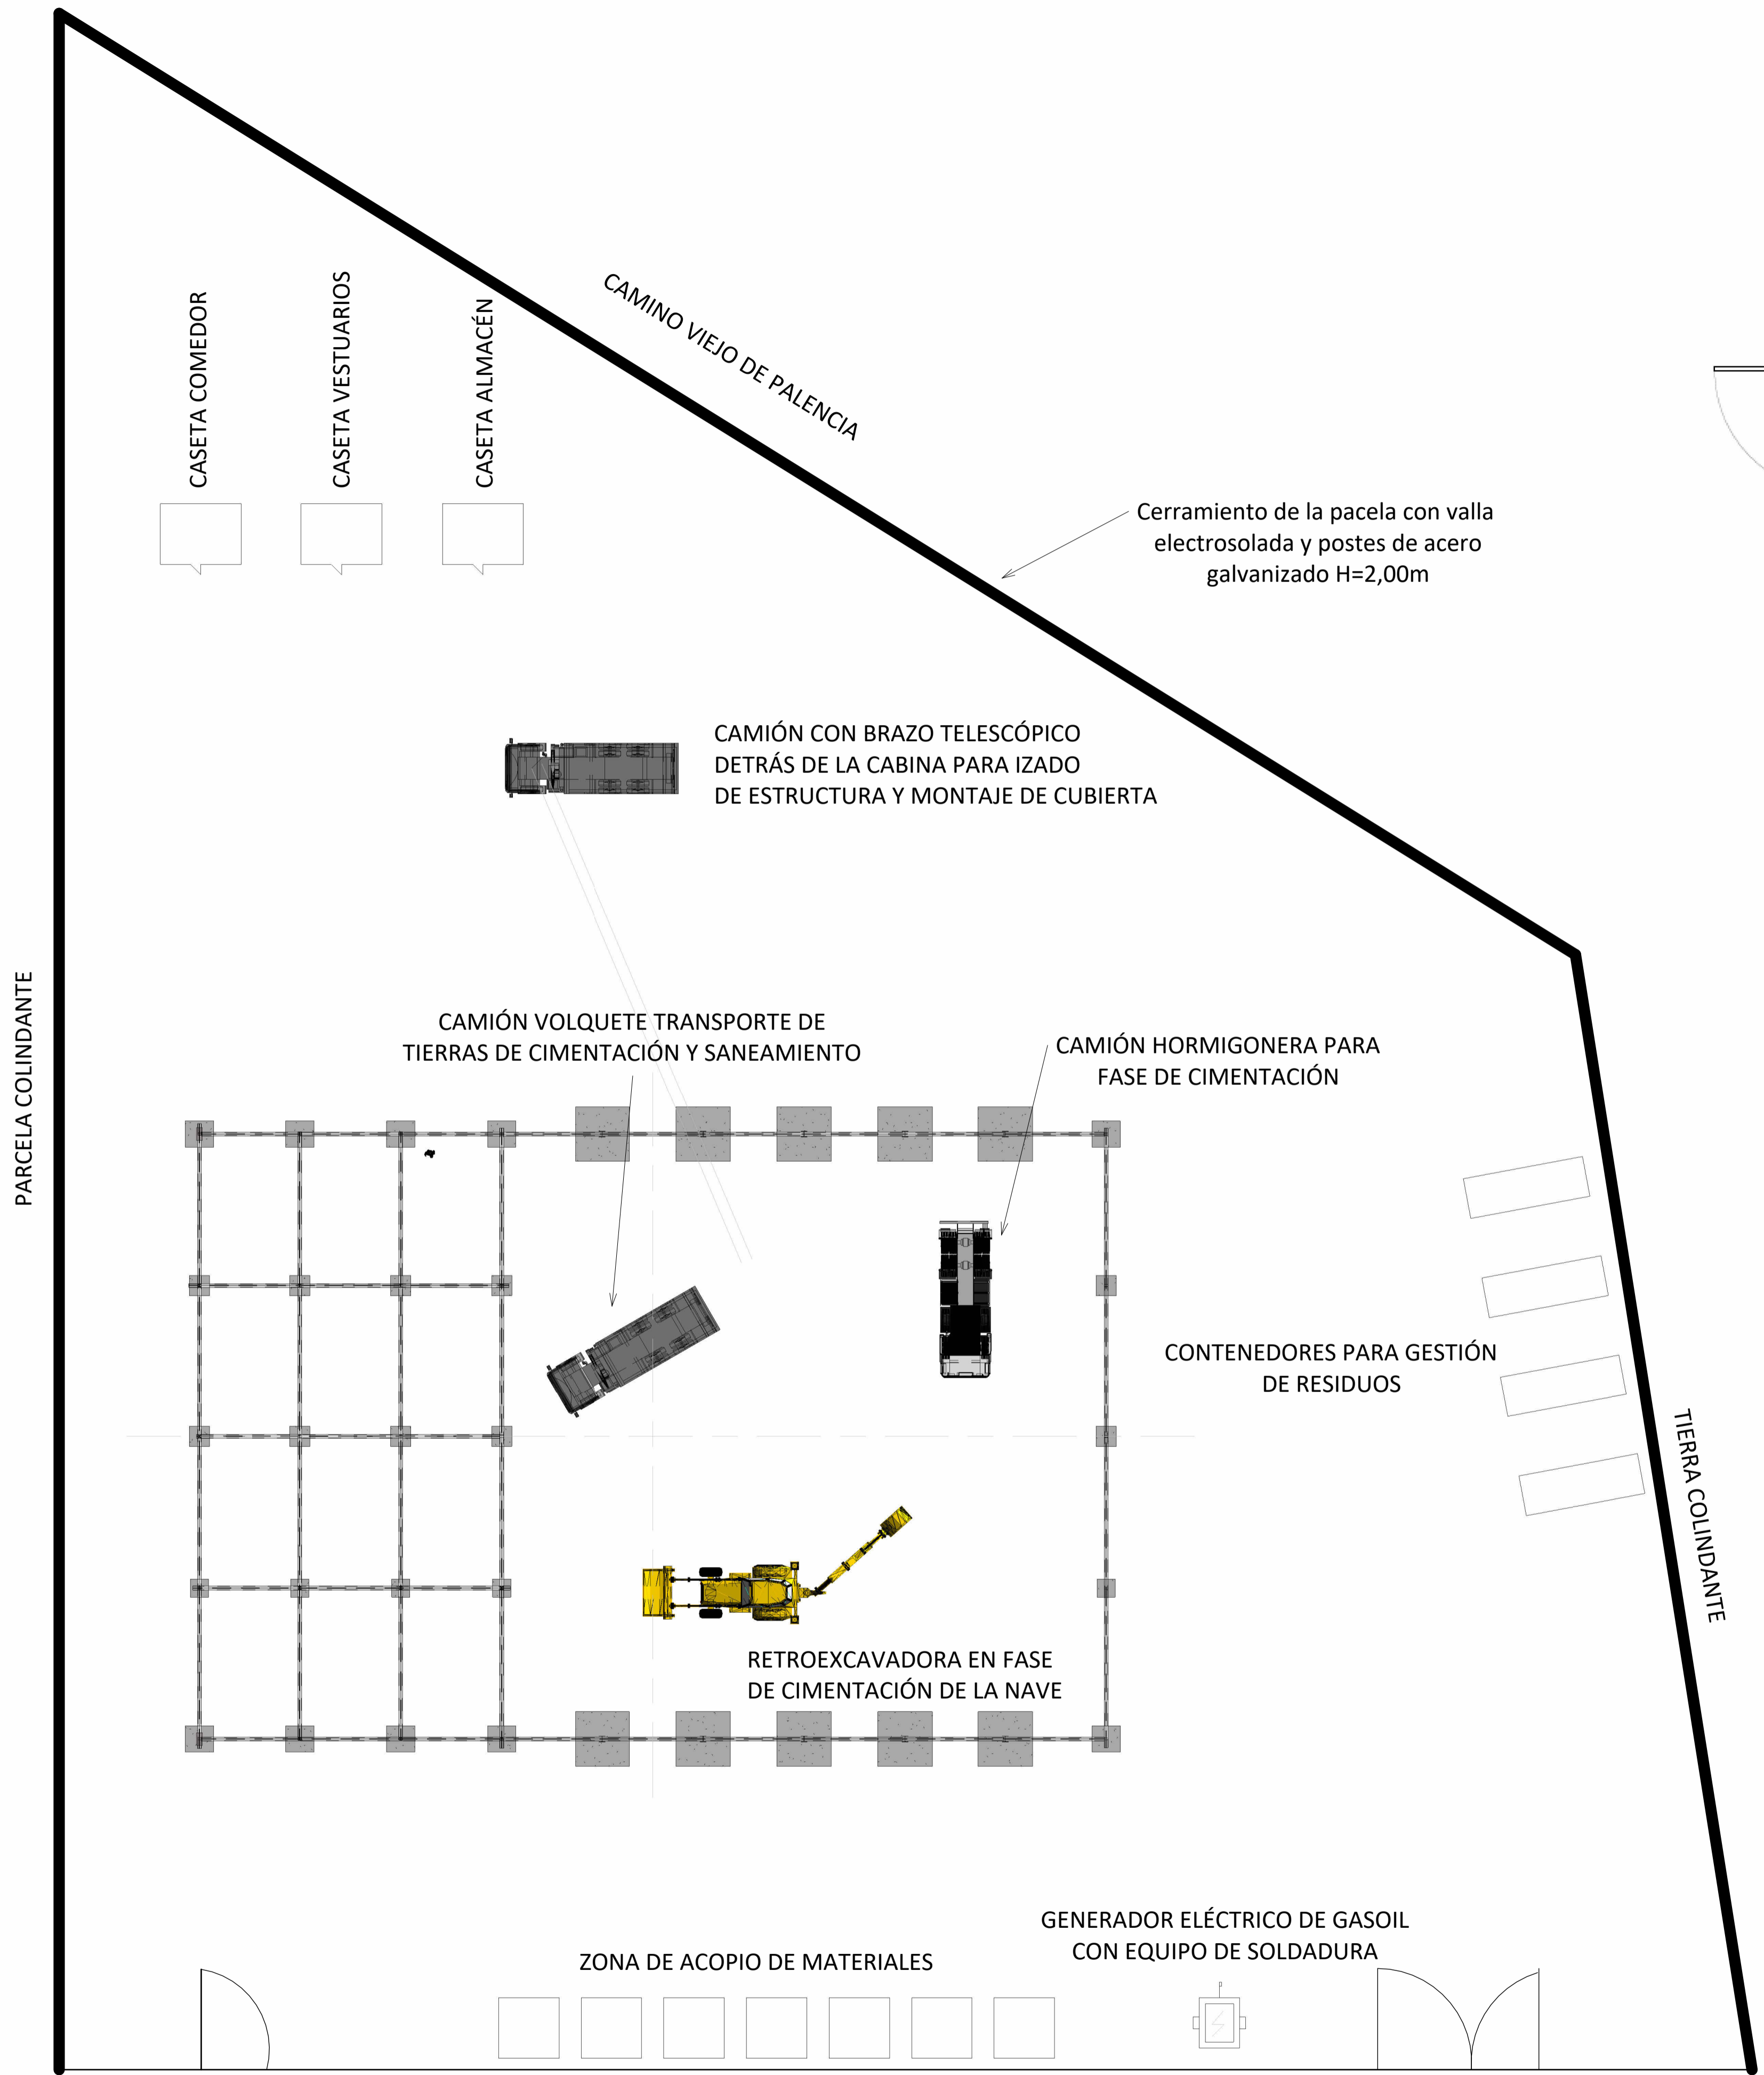 CASETA COMEDOR
CASETA VESTUARIOS
CASETA ALMACÉN
CAMINO VIEJO DE PALENCIA
Cerramiento de la pacela con valla
electrosolada y postes de acero
galvanizado H=2,00m
CAMIÓN CON BRAZO TELESCÓPICO
DETRÁS DE LA CABINA PARA IZADO
DE ESTRUCTURA Y MONTAJE DE CUBIERTA
PARCELA COLINDANTE
CAMIÓN VOLQUETE TRANSPORTE DE
TIERRAS DE CIMENTACIÓN Y SANEAMIENTO
CAMIÓN HORMIGONERA PARA
FASE DE CIMENTACIÓN
CONTENEDORES PARA GESTIÓN
DE RESIDUOS
TIERRA COLINDANTE
RETROEXCAVADORA EN FASE
DE CIMENTACIÓN DE LA NAVE
GENERADOR ELÉCTRICO DE GASOIL
CON EQUIPO DE SOLDADURA
ZONA DE ACOPIO DE MATERIALES